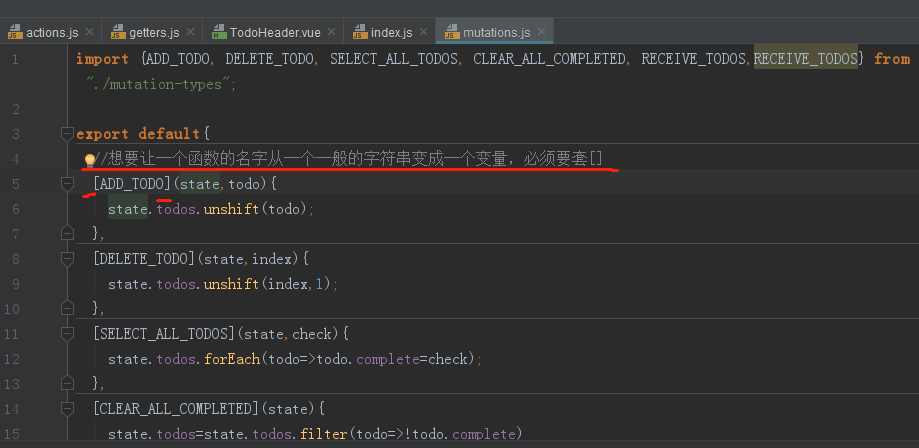 actions.js getters.js TodoHeader.vue index.js mutations.js
1 import {ADD_TODO, DELETE_TODO, SELECT_ALL_TODOS, CLEAR_ALL_COMPLETED, RECEIVE_TODOS,RECEIVE_TODOS} from
"./mutation-types";
2
3 export default{
4 //想要让一个函数的名字从一个一般的字符串变成一个变量，必须要套[]
5 [ADD_TODO](state,todo){
6 state.todos.unshift(todo);
7 },
8 [DELETE_TODO](state,index){
9 state.todos.unshift(index,1);
10 },
11 [SELECT_ALL_TODOS](state,check){
12 state.todos.forEach(todo=>todo.complete=check);
13 },
14 [CLEAR_ALL_COMPLETED](state){
15 state.todos=state.todos.filter(todo=>!todo.complete)